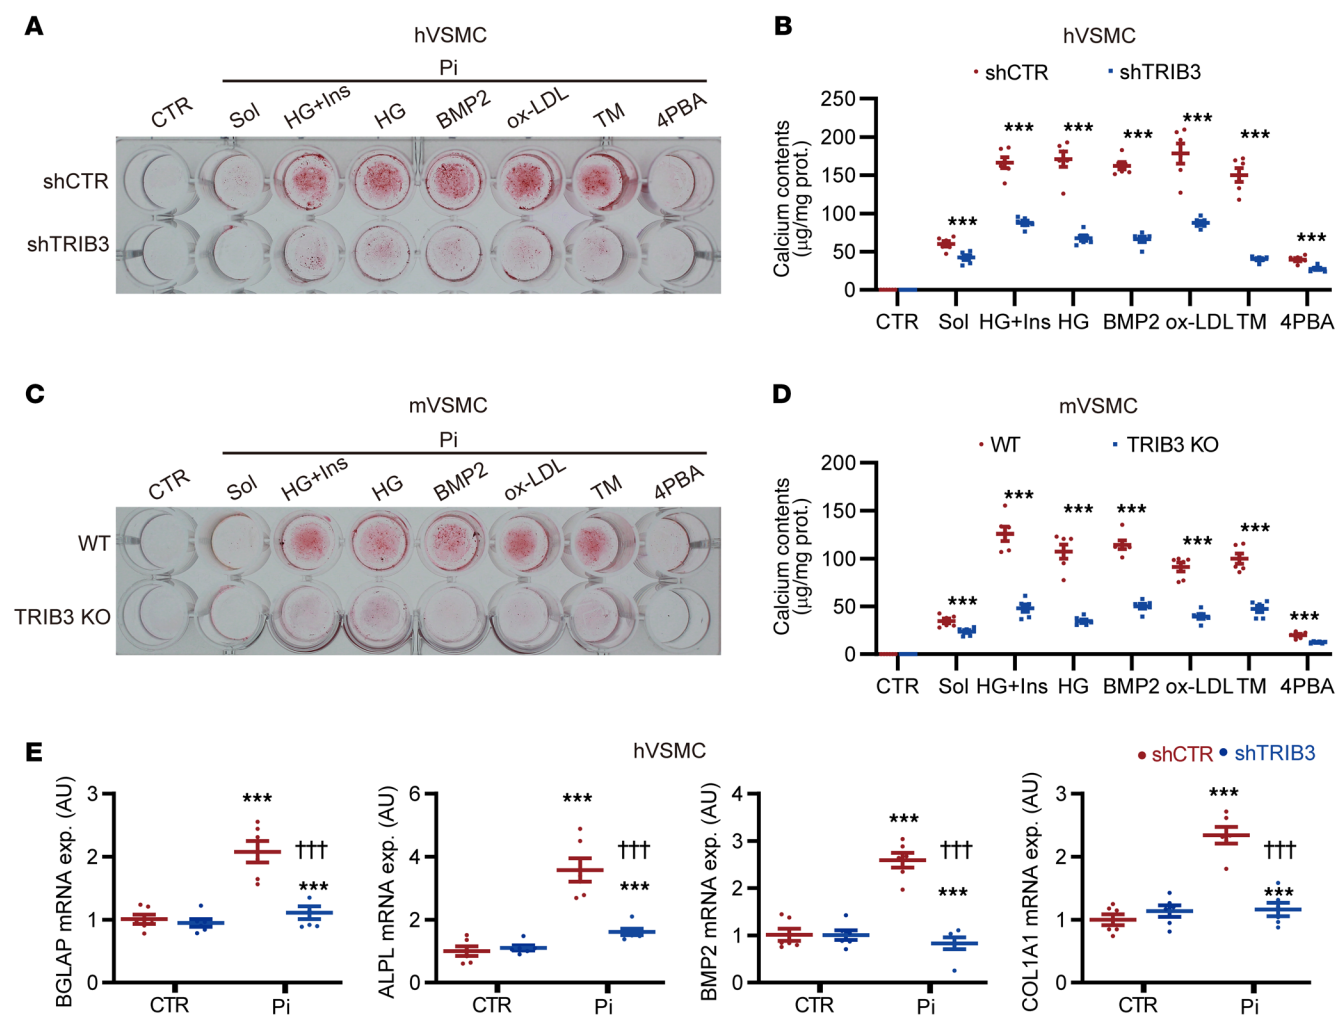 A
hVSMC
Pi
CTR Sol HG+Ins HG BMP2 ox-LDL TM 4PBA
shCTR
shTRIB3
B
hVSMC
shCTR shTRIB3
Calcium contents
(µg/mg prot.)
250
200
150
100
50
0
*** *** *** *** *** *** ***
CTR Sol HG+Ins HG BMP2 ox-LDL TM 4PBA
C
mVSMC
Pi
CTR Sol HG+Ins HG BMP2 ox-LDL TM 4PBA
WT
TRIB3 KO
D
mVSMC
WT TRIB3 KO
Calcium contents
(µg/mg prot.)
200
150
100
50
0
*** *** *** *** *** *** ***
CTR Sol HG+Ins HG BMP2 ox-LDL TM 4PBA
E
hVSMC
shCTR shTRIB3
BGLAP mRNA exp. (AU)
3
2
1
0
***
†††
***
CTR Pi
ALPL mRNA exp. (AU)
6
4
2
0
***
†††
***
CTR Pi
BMP2 mRNA exp. (AU)
4
3
2
1
0
***
†††
***
CTR Pi
COL1A1 mRNA exp. (AU)
3
2
1
0
***
†††
***
CTR Pi